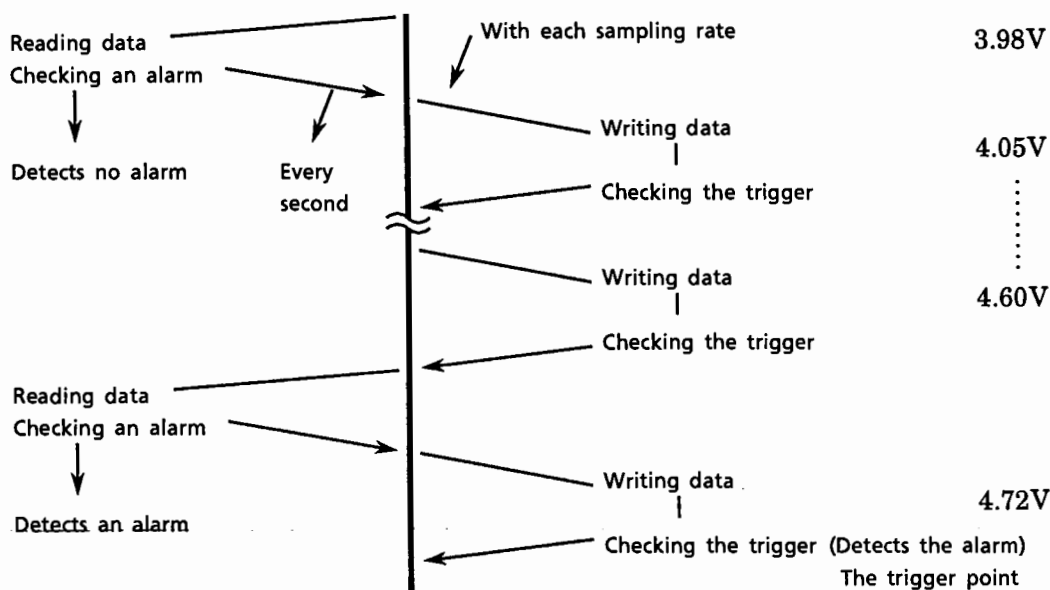 With each sampling rate
3.98V
Reading data
Checking an alarm
Writing data
4.05V
Detects no alarm
Every
second
Checking the trigger
Writing data
4.60V
Checking the trigger
Reading data
Checking an alarm
Writing data
4.72V
Detects an alarm
Checking the trigger (Detects the alarm)
The trigger point